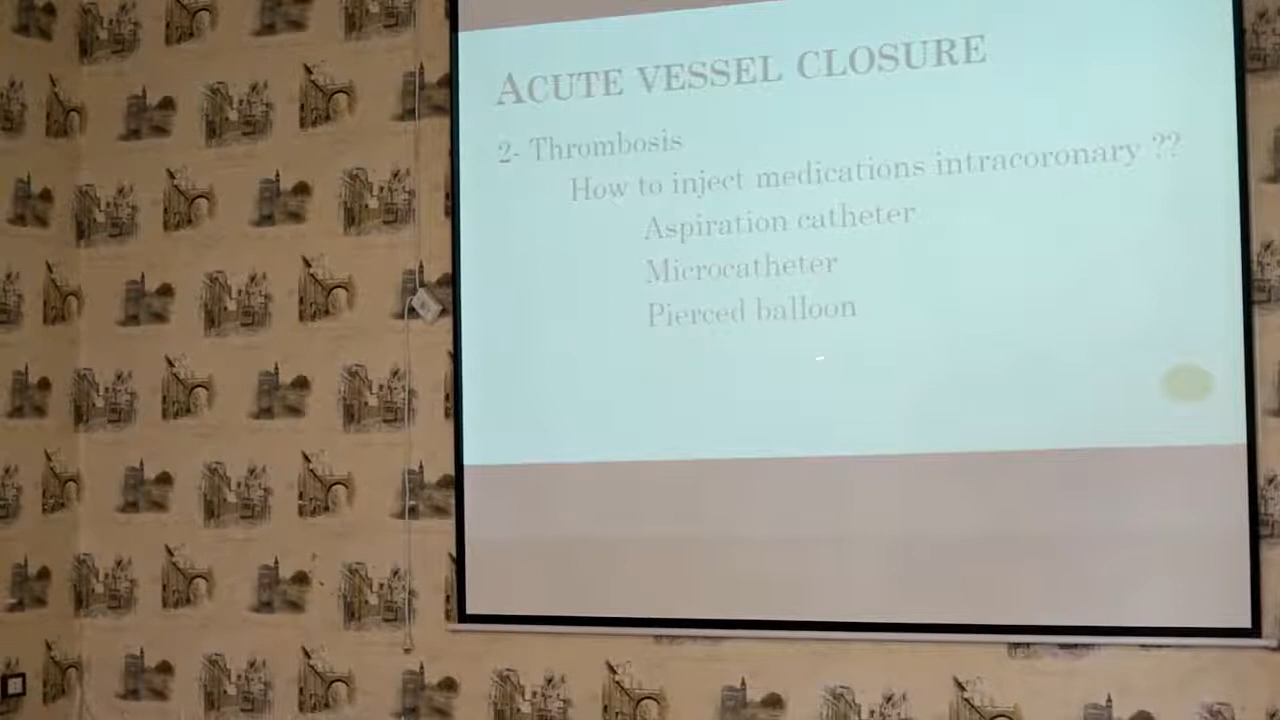 ACUTE VESSEL CLOSURE
2- Thrombosis
How to inject medications intracoronary ??
Aspiration catheter
Microcatheter
Pierced balloon